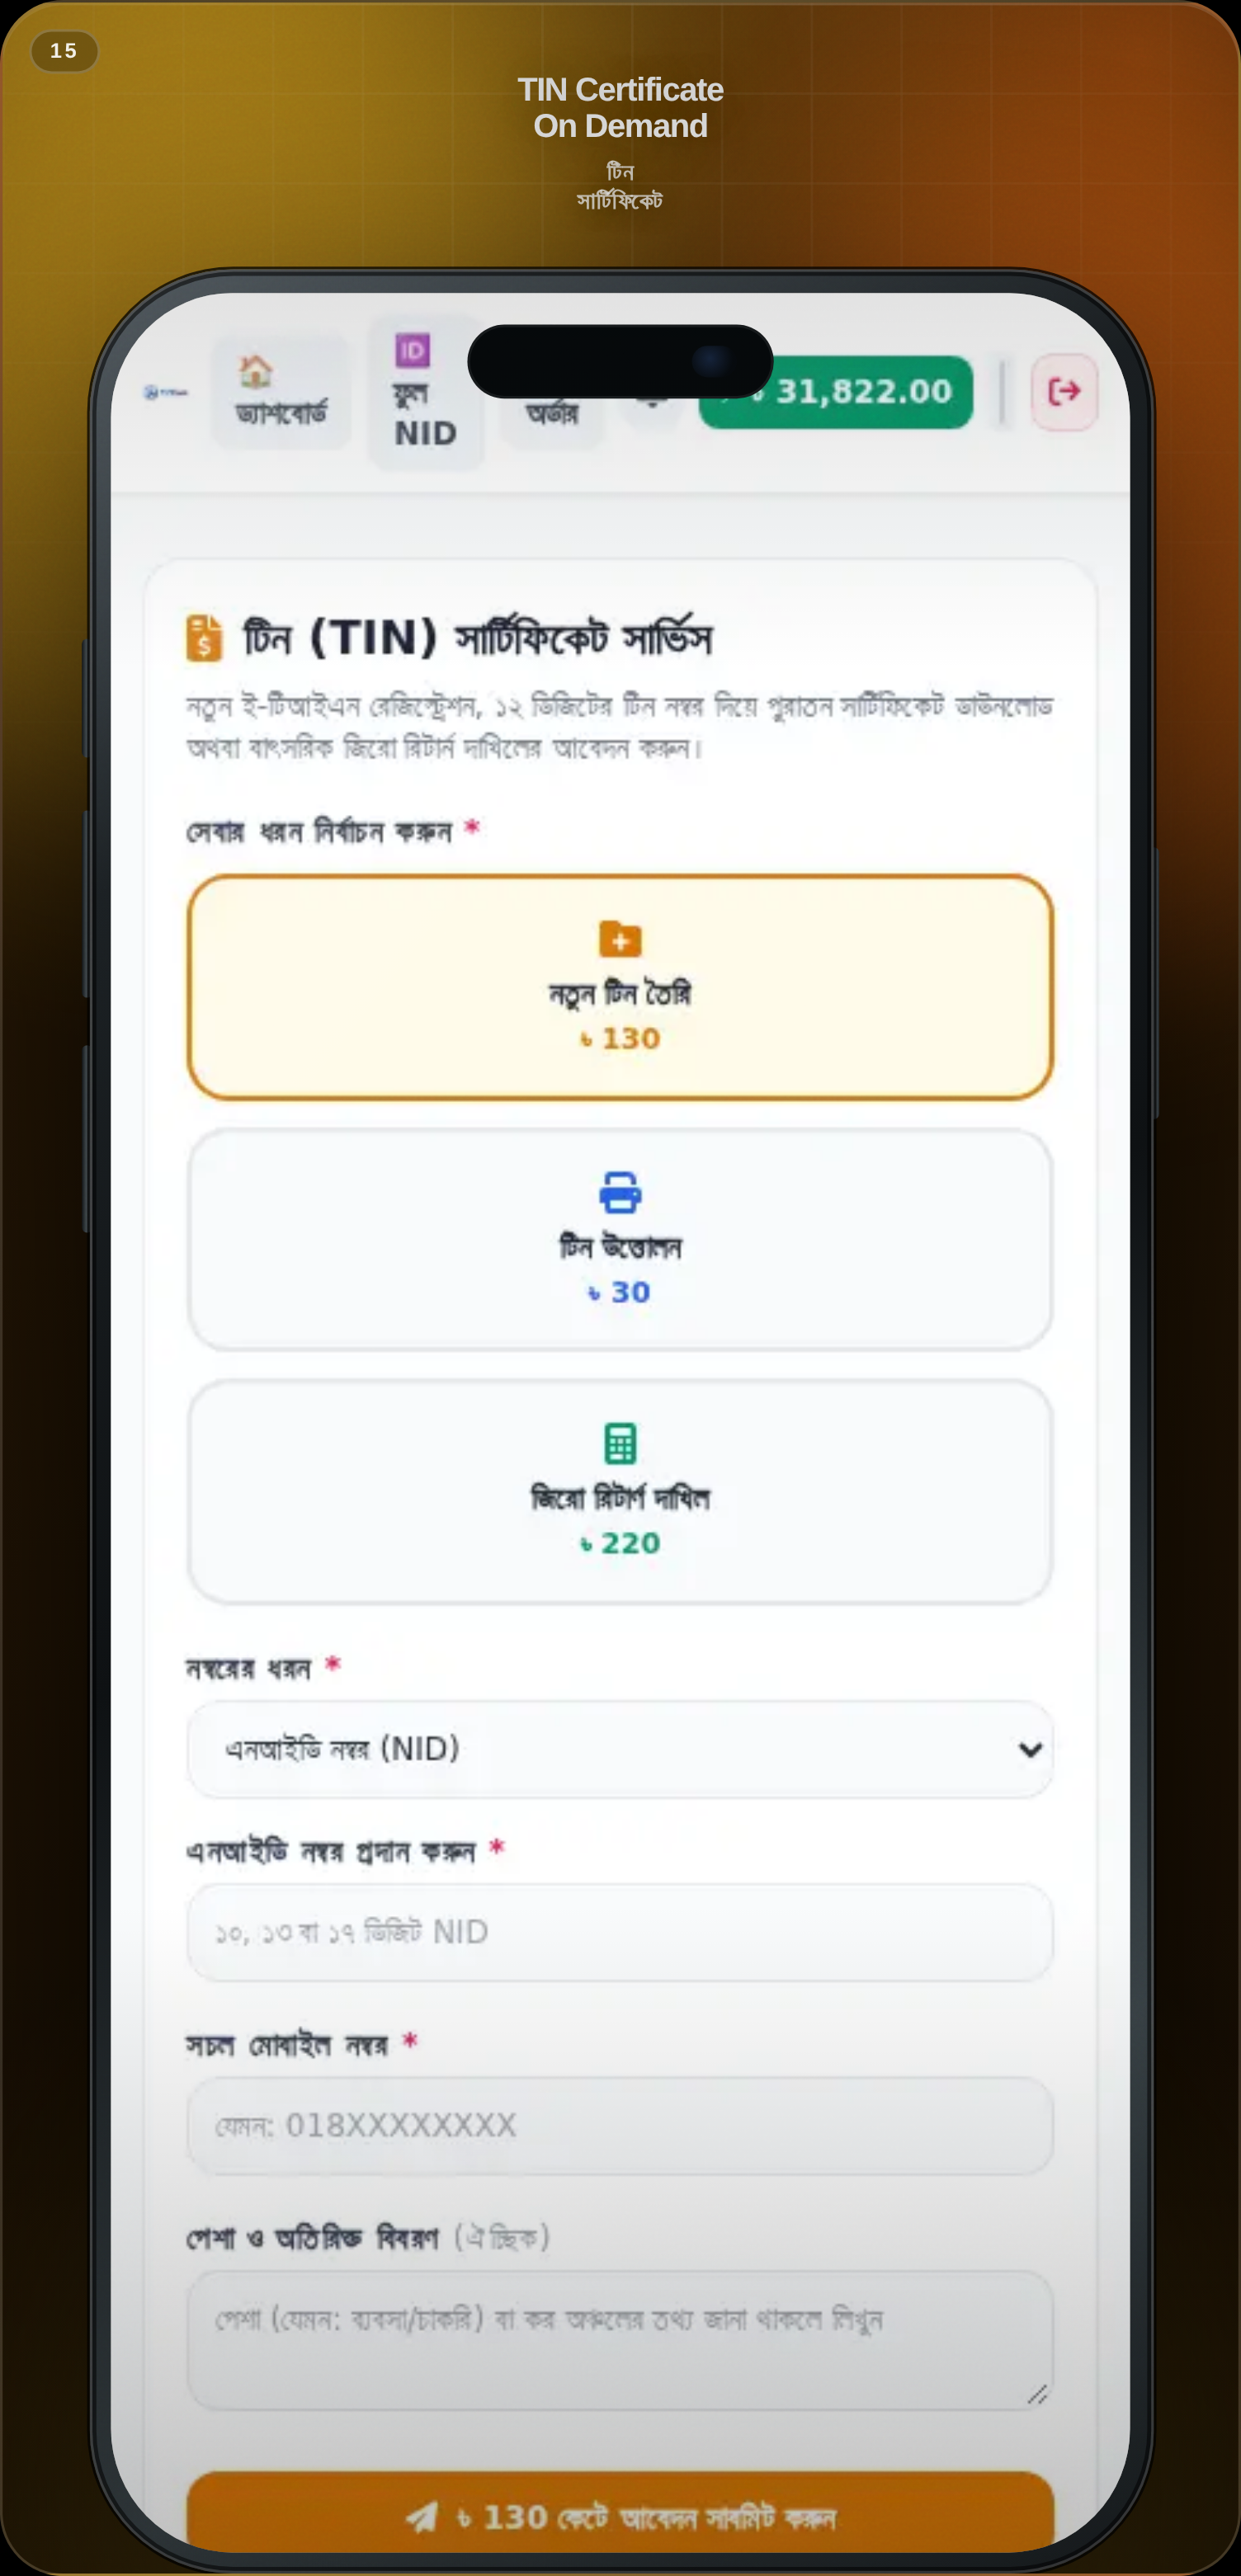 15
TIN Certificate
On Demand
টিন
সার্টিফিকেট
ড্যাশবোর্ড
ID
ফুল
NID
অর্ডার
৳ 31,822.00
টিন (TIN) সার্টিফিকেট সার্ভিস
নতুন ই-টিআইএন রেজিস্ট্রেশন, ১২ ডিজিটের টিন নম্বর দিয়ে পুরাতন সার্টিফিকেট ডাউনলোড
অথবা বাৎসরিক জিরো রিটার্ন দাখিলের আবেদন করুন।
সেবার ধরন নির্বাচন করুন *
নতুন টিন তৈরি
৳ 130
টিন উত্তোলন
৳ 30
জিরো রিটার্ণ দাখিল
৳ 220
নম্বরের ধরন *
এনআইডি নম্বর (NID)
এনআইডি নম্বর প্রদান করুন *
১০, ১৩ বা ১৭ ডিজিট NID
সচল মোবাইল নম্বর *
যেমন: 018XXXXXXXX
পেশা ও অতিরিক্ত বিবরণ (ঐচ্ছিক)
পেশা (যেমন: ব্যবসা/চাকরি) বা কর অঞ্চলের তথ্য জানা থাকলে লিখুন
৳ 130 কেটে আবেদন সাবমিট করুন